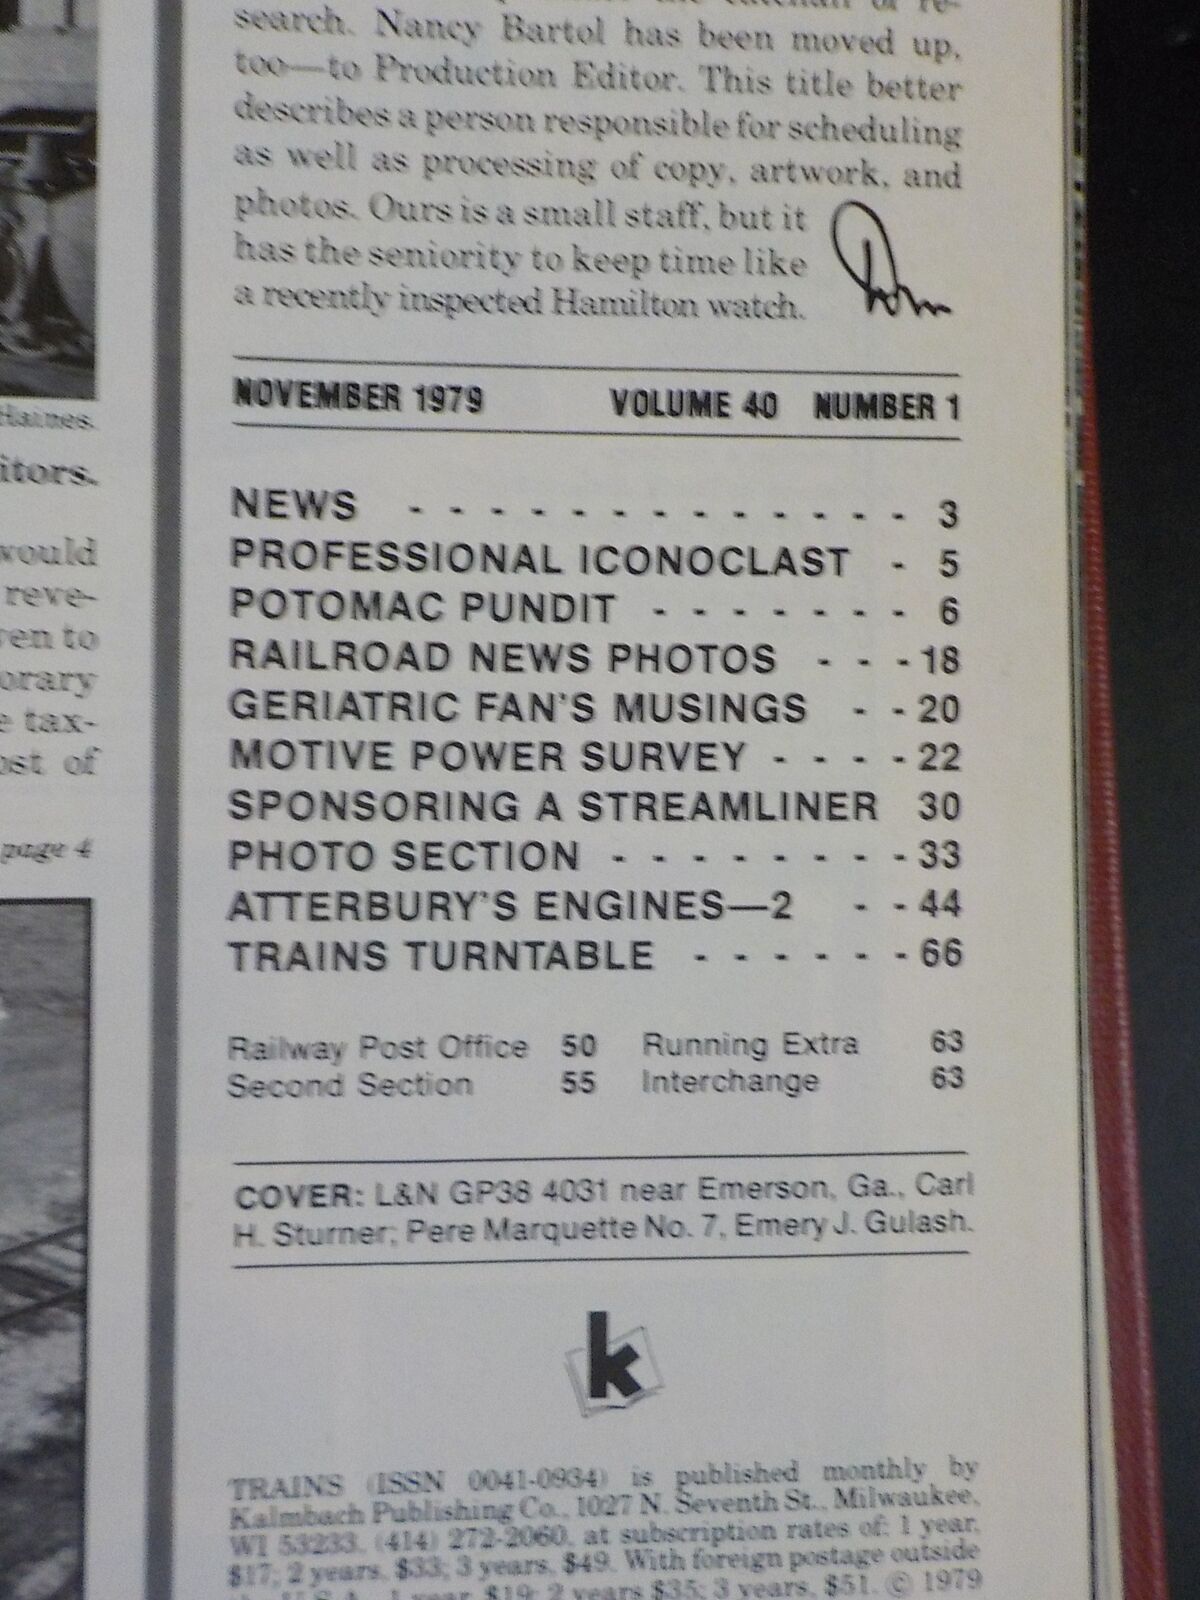 search. Nancy Bartol has been moved up,
too—to Production Editor. This title better
describes a person responsible for scheduling
as well as processing of copy, artwork, and
photos. Ours is a small staff, but it
has the seniority to keep time like
a recently inspected Hamilton watch.
NOVEMBER 1979 VOLUME 40 NUMBER 1
NEWS - - - - - - - - - - - - - 3
PROFESSIONAL ICONOCLAST - 5
POTOMAC PUNDIT - - - - - - - 6
RAILROAD NEWS PHOTOS - - - 18
GERIATRIC FAN'S MUSINGS - - 20
MOTIVE POWER SURVEY - - - - 22
SPONSORING A STREAMLINER 30
PHOTO SECTION - - - - - - - - 33
ATTERBURY'S ENGINES—2 - - 44
TRAINS TURNTABLE - - - - - - 66
Railway Post Office 50 Running Extra 63
Second Section 55 Interchange 63
COVER: L&N GP38 4031 near Emerson, Ga., Carl
H. Sturner; Pere Marquette No. 7, Emery J. Gulash.
k
TRAINS (ISSN 0041-0934) is published monthly by
Kalmbach Publishing Co., 1027 N. Seventh St., Milwaukee,
WI 53233. (414) 272-2060, at subscription rates of: 1 year,
$17; 2 years, $33; 3 years, $49. With foreign postage outside
the U.S.A., 1 year, $19; 2 years $35; 3 years, $51. © 1979
Haines.
itors.
would
reve-
ven to
orary
e tax-
ost of
page 4